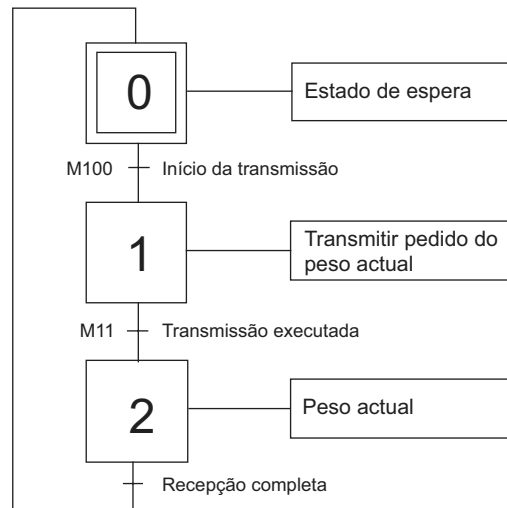 0
Estado de espera
M100
Início da transmissão
1
Transmitir pedido do
peso actual
M11
Transmissão executada
2
Peso actual
Recepção completa